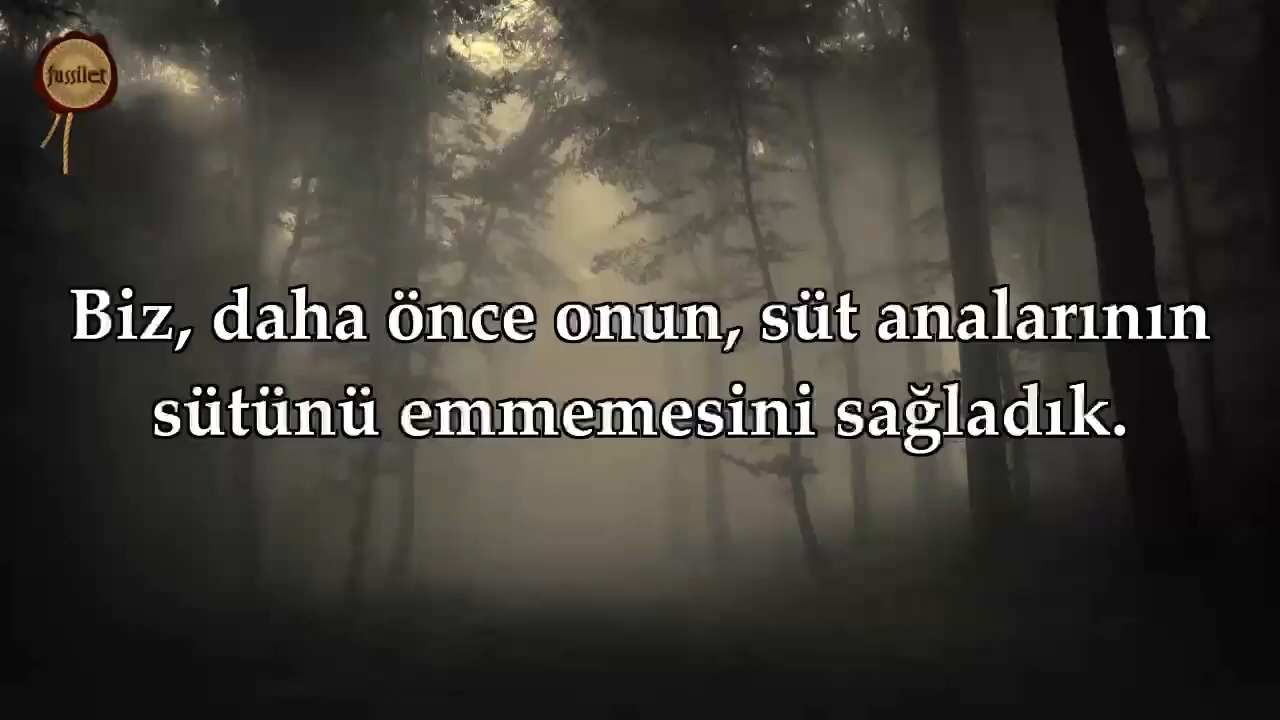 fussilet
Biz, daha önce onun, süt analarının
sütünü emmemesini sağladık.